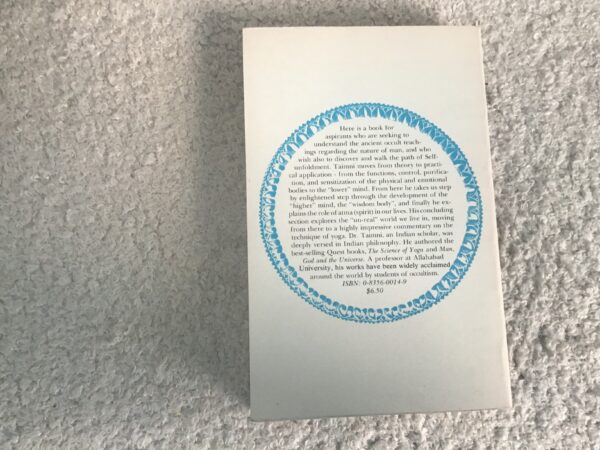 Here is a book for
aspirants who are seeking to
understand the ancient occult teach-
ings regarding the nature of man, and who
wish also to discover and walk the path of Self-
unfoldment. Taimni moves from theory to practi-
cal application - from the functions, control, purifica-
tion, and sensitization of the physical and emotional
bodies to the "lower" mind. From here he takes us step
by enlightened step through the development of the
"higher" mind, the "wisdom body", and finally he ex-
plains the role of atma (spirit) in our lives. His concluding
section explores the "un-real" world we live in, moving
from there to a highly impressive commentary on the
technique of yoga. Dr. Taimni, an Indian scholar, was
deeply versed in Indian philosophy. He authored the
best-selling Quest books, The Science of Yoga and Man,
God and the Universe. A professor at Allahabad
University, his works have been widely acclaimed
around the world by students of occultism.
ISBN: 0-8356-0014-9
$6.50